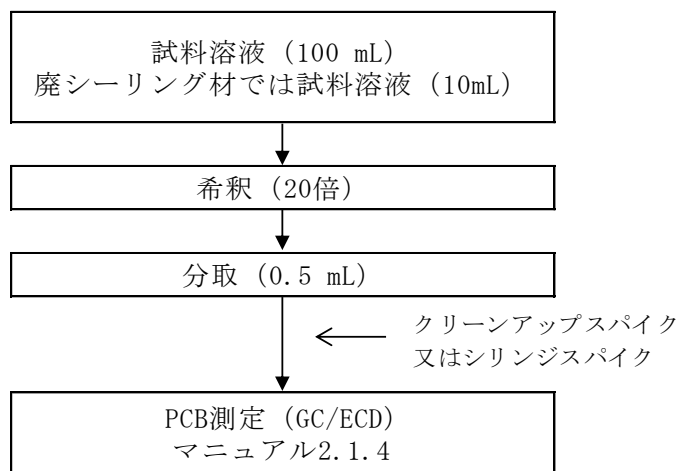 試料溶液（100 mL）
廃シーリング材では試料溶液（10mL）
希釈（20倍）
分取（0.5 mL）
クリーンアップスパイク
又はシリンジスパイク
PCB測定（GC/ECD）
マニュアル2.1.4